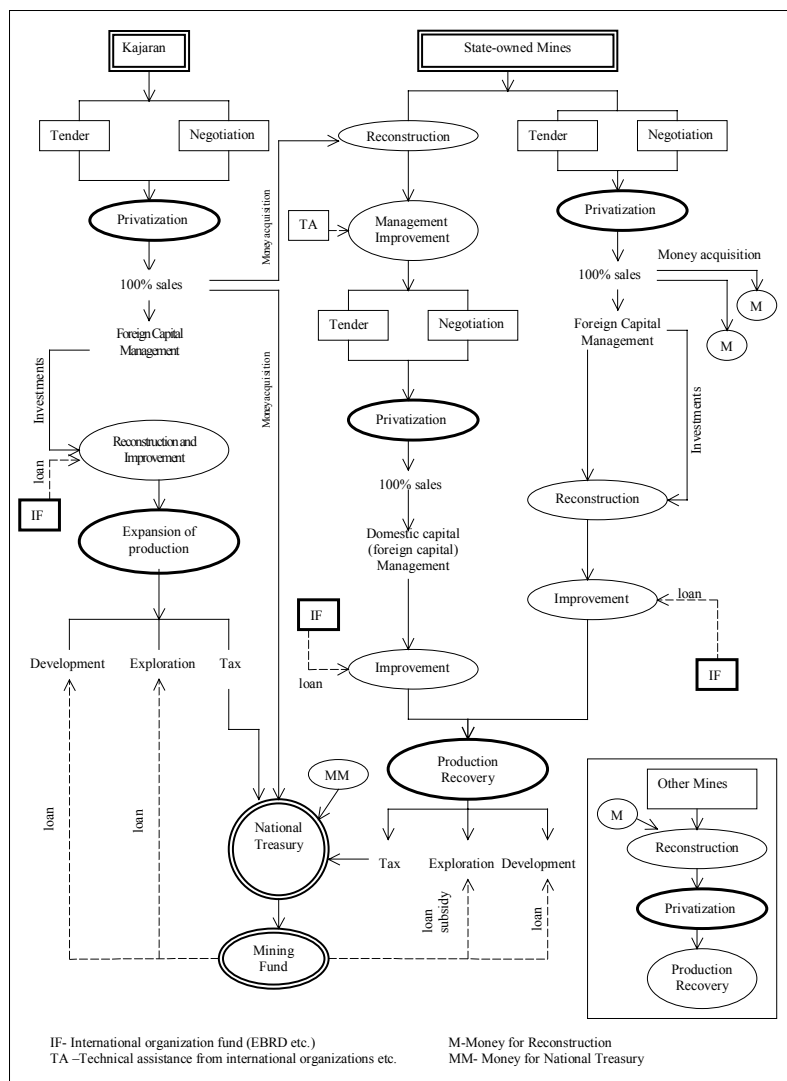 Kajaran
State-owned Mines
Tender
Negotiation
Reconstruction
Tender
Negotiation
Privatization
Money acquisition
TA
Management
Improvement
Privatization
100% sales
Money acquisition
100% sales
M
M
Foreign Capital
Management
Tender
Negotiation
Foreign Capital
Management
Investments
Money acquisition
Investments
Privatization
Reconstruction and
Improvement
loan
IF
100% sales
Reconstruction
Expansion of
production
Domestic capital
(foreign capital)
Management
IF
Improvement
loan
IF
Development
Exploration
Tax
loan
Improvement
Production
Recovery
MM
National
Treasury
loan
loan
Tax
Exploration
Development
loan
subsidy
loan
Mining
Fund
Other Mines
M
Reconstruction
Privatization
Production
Recovery
IF- International organization fund (EBRD etc.)
M-Money for Reconstruction
TA –Technical assistance from international organizations etc.
MM- Money for National Treasury